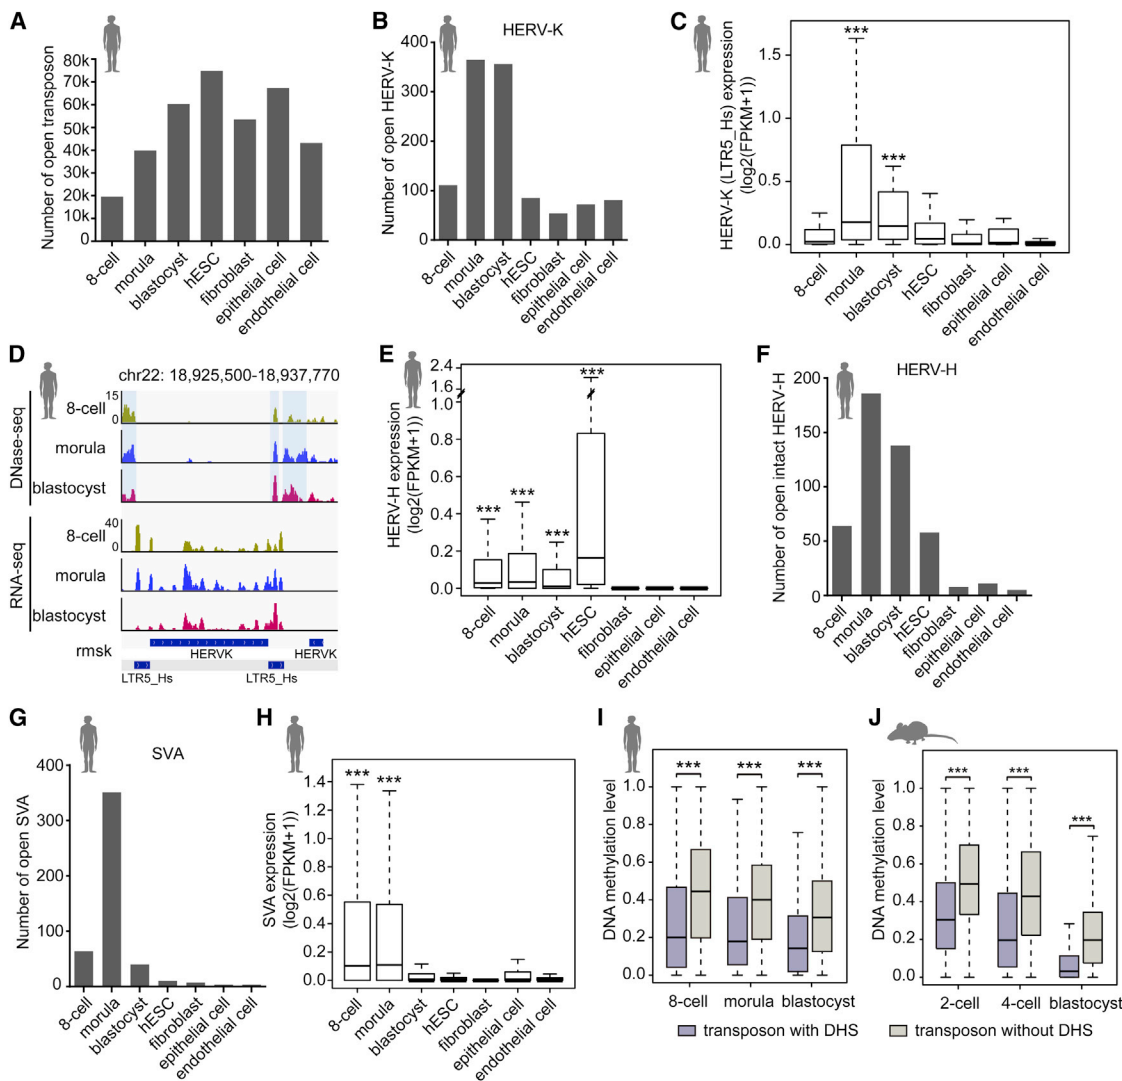 A
Number of open transposon
80k
70k
60k
50k
40k
30k
20k
10k
0
8-cell
morula
blastocyst
hESC
fibroblast
epithelial cell
endothelial cell
B
HERV-K
Number of open HERV-K
400
300
200
100
0
8-cell
morula
blastocyst
hESC
fibroblast
epithelial cell
endothelial cell
C
HERV-K (LTR5_Hs) expression
(log2(FPKM+1))
1.5
1.0
0.5
0.0
***
***
8-cell
morula
blastocyst
hESC
fibroblast
epithelial cell
endothelial cell
D
chr22: 18,925,500-18,937,770
DNase-seq
15
0
8-cell
morula
blastocyst
RNA-seq
40
0
8-cell
morula
blastocyst
rmsk
HERVK
HERVK
LTR5_Hs
LTR5_Hs
E
HERV-H expression
(log2(FPKM+1))
2.4
1.6
1.0
0.8
0.6
0.4
0.2
0.0
***
***
***
***
8-cell
morula
blastocyst
hESC
fibroblast
epithelial cell
endothelial cell
F
HERV-H
Number of open intact HERV-H
200
150
100
50
0
8-cell
morula
blastocyst
hESC
fibroblast
epithelial cell
endothelial cell
G
SVA
Number of open SVA
400
300
200
100
0
8-cell
morula
blastocyst
hESC
fibroblast
epithelial cell
endothelial cell
H
SVA expression
(log2(FPKM+1))
1.4
1.2
1.0
0.8
0.6
0.4
0.2
0.0
***
***
8-cell
morula
blastocyst
hESC
fibroblast
epithelial cell
endothelial cell
I
DNA methylation level
1.0
0.8
0.6
0.4
0.2
0.0
***
***
***
8-cell
morula
blastocyst
J
DNA methylation level
1.0
0.8
0.6
0.4
0.2
0.0
***
***
***
2-cell
4-cell
blastocyst
transposon with DHS
transposon without DHS